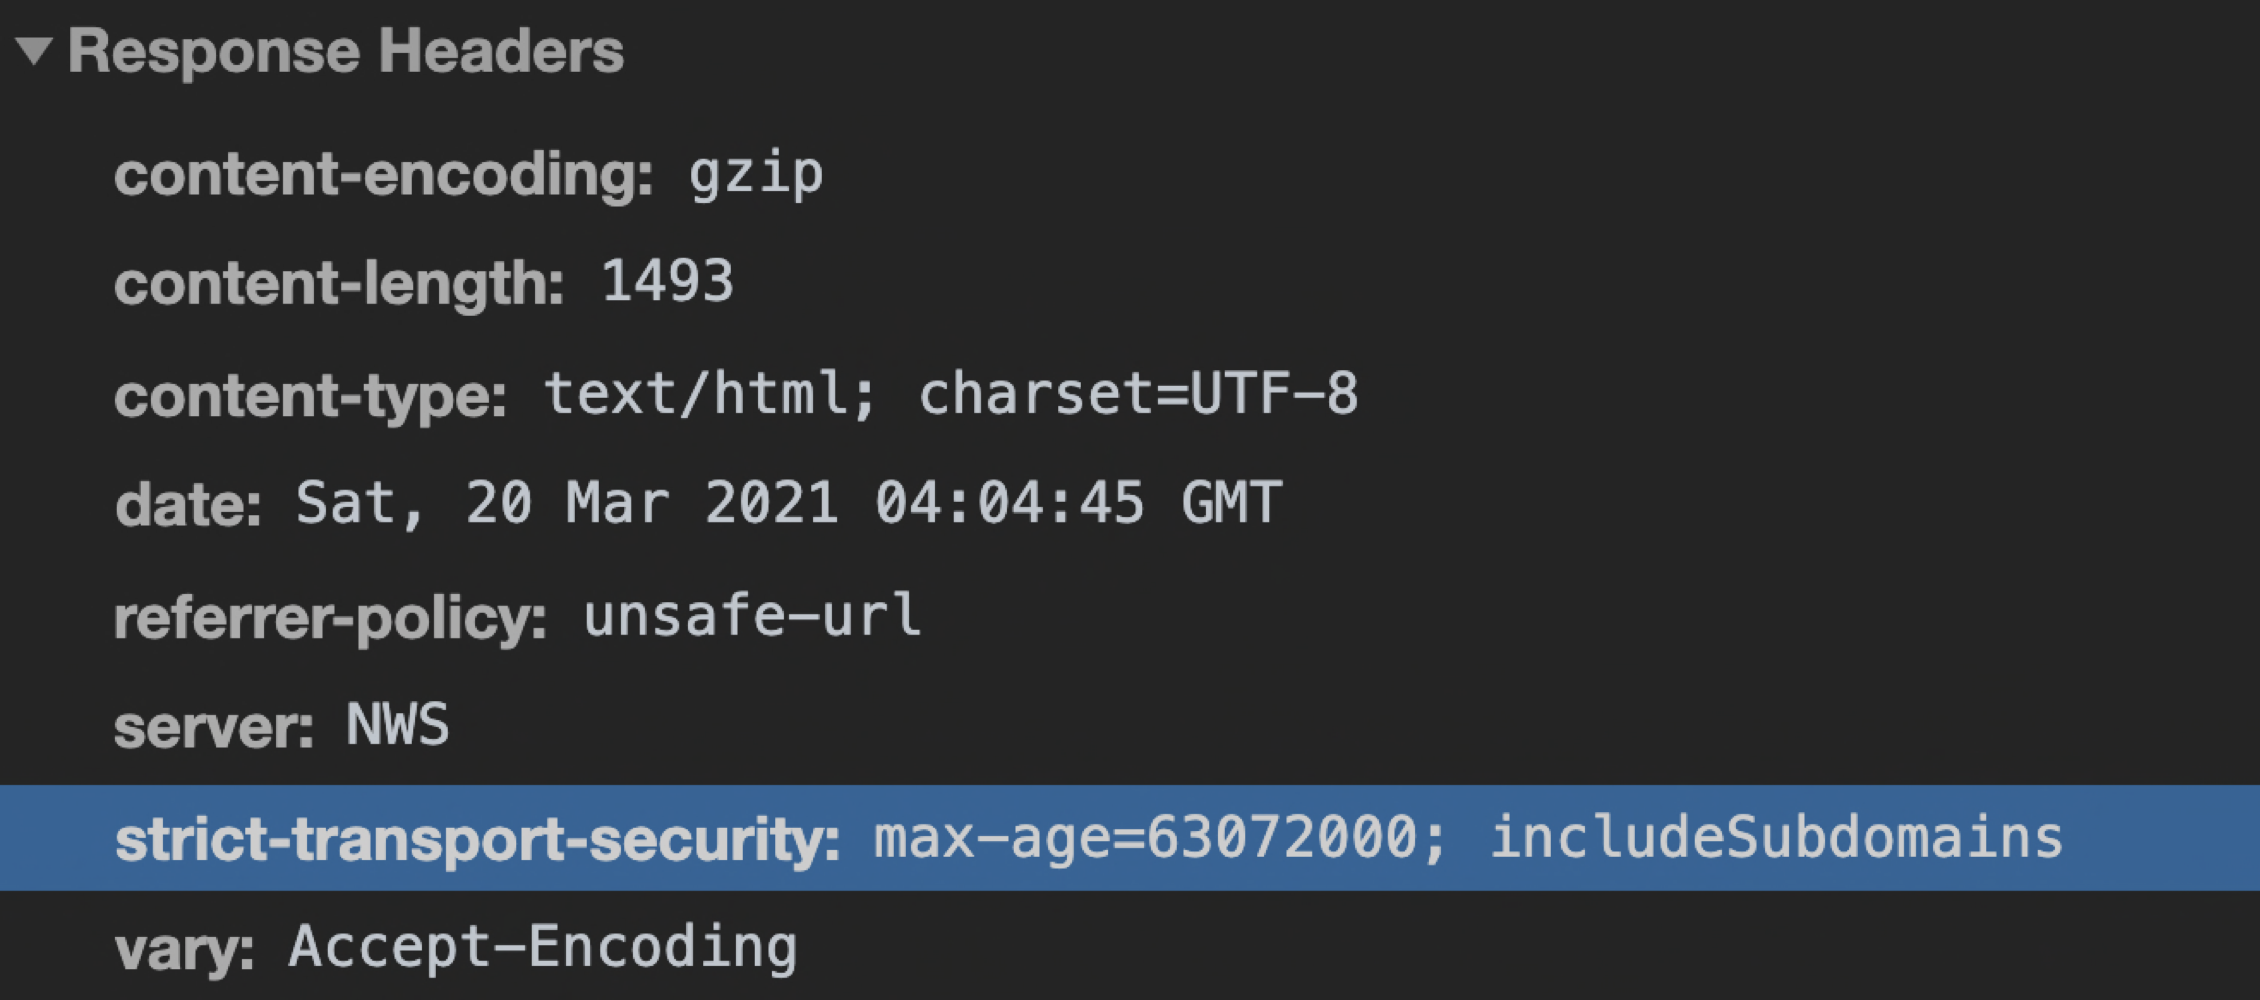 Response Headers
content-encoding: gzip
content-length: 1493
content-type: text/html; charset=UTF-8
date: Sat, 20 Mar 2021 04:04:45 GMT
referrer-policy: unsafe-url
server: NWS
strict-transport-security: max-age=63072000; includeSubdomains
vary: Accept-Encoding